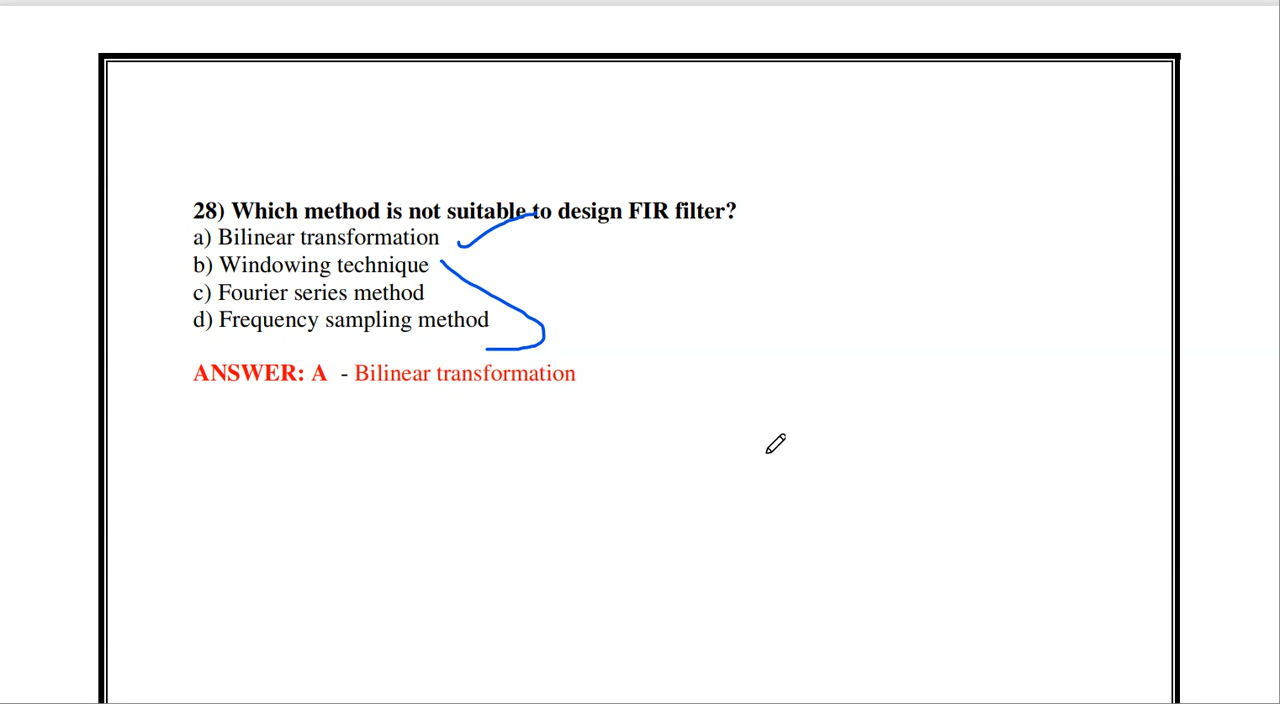 28) Which method is not suitable to design FIR filter?
a) Bilinear transformation
b) Windowing technique
c) Fourier series method
d) Frequency sampling method
ANSWER: A - Bilinear transformation